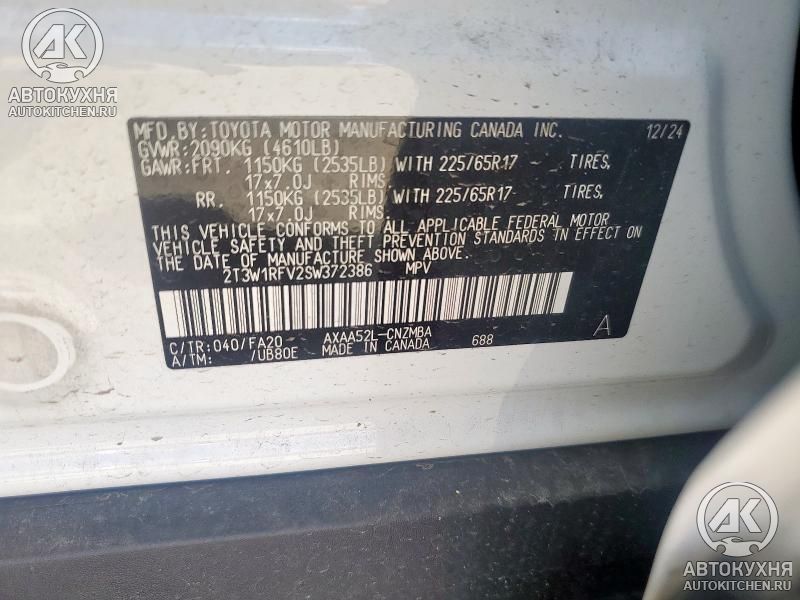 AK
АВТОКУХНЯ
AUTOKITCHEN.RU
MFD.BY:TOYOTA MOTOR MANUFACTURING CANADA INC. 12/24
GVWR:2090KG (4610LB)
GAWR:FRT. 1150KG (2535LB) WITH 225/65R17 TIRES,
17x7.0J RIMS,
RR. 1150KG (2535LB) WITH 225/65R17 TIRES,
17x7.0J RIMS,
THIS VEHICLE CONFORMS TO ALL APPLICABLE FEDERAL MOTOR
VEHICLE SAFETY AND THEFT PREVENTION STANDARDS IN EFFECT ON
THE DATE OF MANUFACTURE SHOWN ABOVE.
2T3W1RFV2SW372386 MPV
C/TR:040/FA20 AXAA52L-CNZMBA A
A/TM: /UB80E MADE IN CANADA 688
AK
АВТОКУХНЯ
AUTOKITCHEN.RU